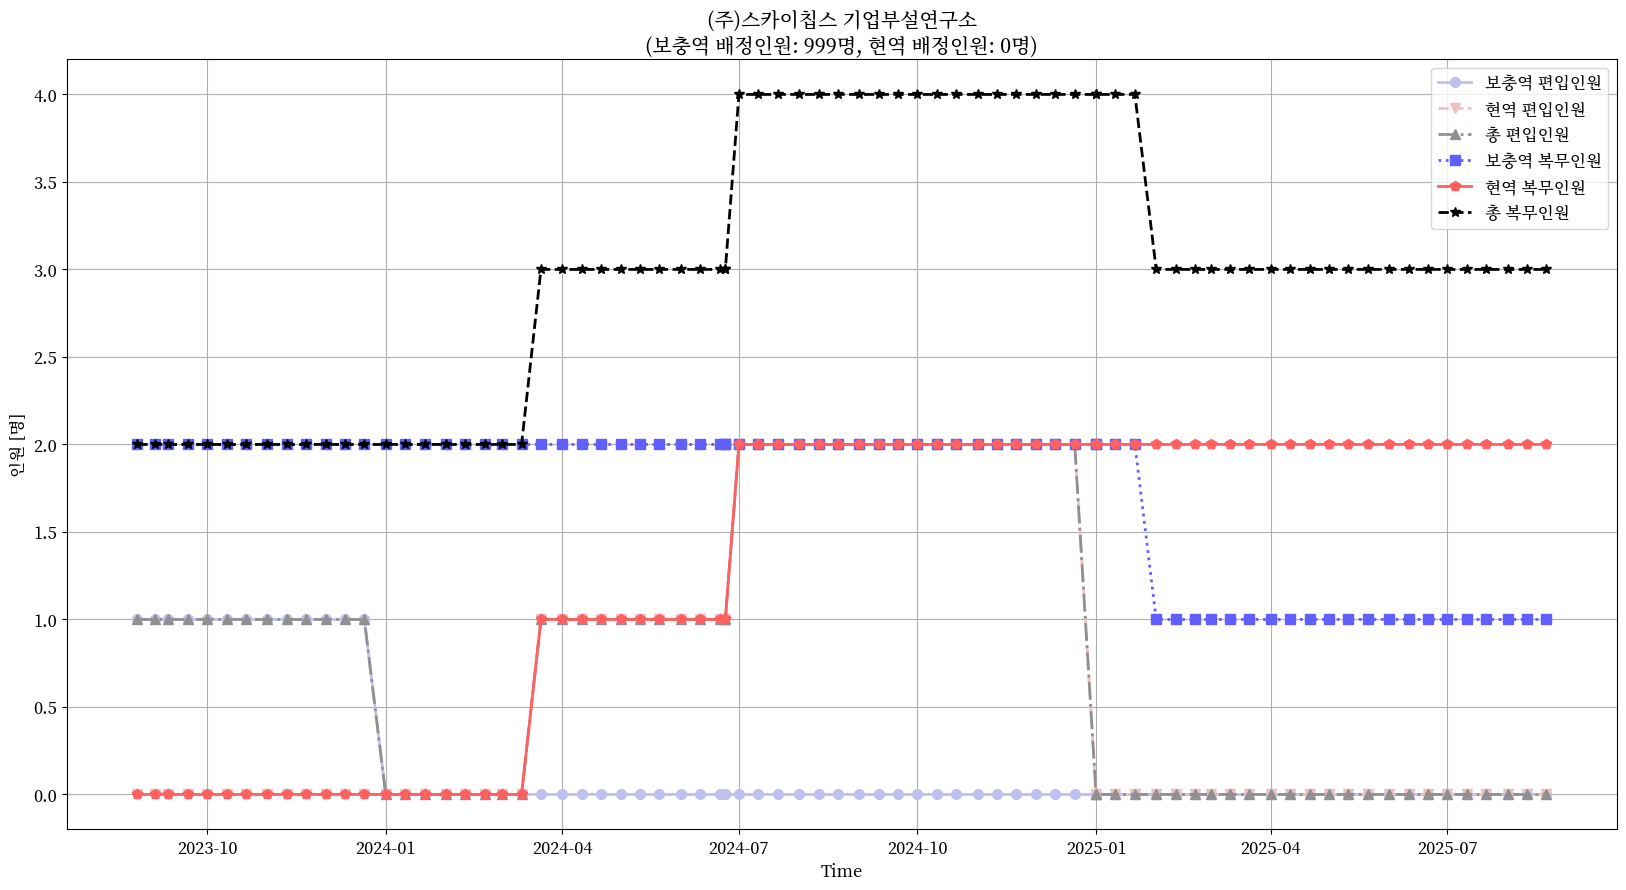 (주)스카이칩스 기업부설연구소
(보충역 배정인원: 999명, 현역 배정인원: 0명)
보충역 편입인원
현역 편입인원
총 편입인원
보충역 복무인원
현역 복무인원
총 복무인원
인원 [명]
4.0
3.5
3.0
2.5
2.0
1.5
1.0
0.5
0.0
2023-10
2024-01
2024-04
2024-07
2024-10
2025-01
2025-04
2025-07
Time